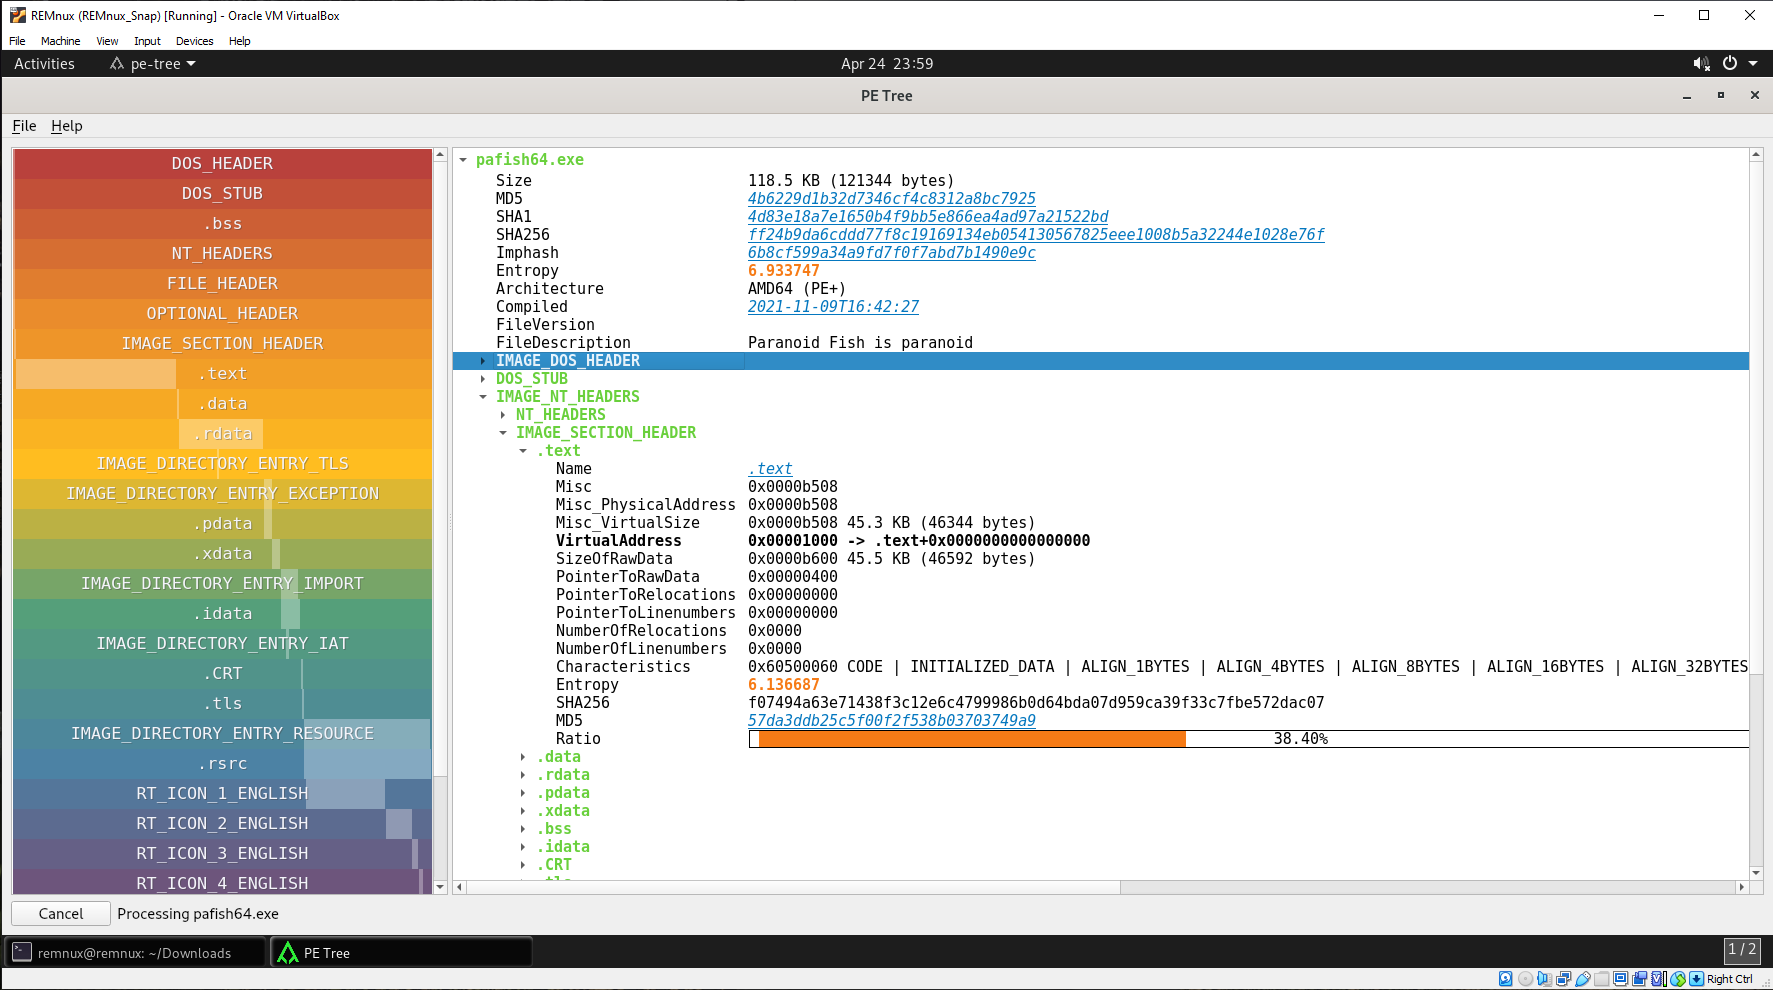 REMnux (REMnux_Snap) [Running] - Oracle VM VirtualBox
File Machine View Input Devices Help
Activities pe-tree Apr 24 23:59
PE Tree
File Help
DOS_HEADER
DOS_STUB
.bss
NT_HEADERS
FILE_HEADER
OPTIONAL_HEADER
IMAGE_SECTION_HEADER
.text
.data
.rdata
IMAGE_DIRECTORY_ENTRY_TLS
IMAGE_DIRECTORY_ENTRY_EXCEPTION
.pdata
.xdata
IMAGE_DIRECTORY_ENTRY_IMPORT
.idata
IMAGE_DIRECTORY_ENTRY_IAT
.CRT
.tls
IMAGE_DIRECTORY_ENTRY_RESOURCE
.rsrc
RT_ICON_1_ENGLISH
RT_ICON_2_ENGLISH
RT_ICON_3_ENGLISH
RT_ICON_4_ENGLISH
pafish64.exe
Size 118.5 KB (121344 bytes)
MD5 4b6229d1b32d7346cf4c8312a8bc7925
SHA1 4d83e18a7e1650b4f9bb5e866ea4ad97a21522bd
SHA256 ff24b9da6cddd77f8c19169134eb054130567825eee1008b5a32244e1028e76f
Imphash 6b8cf599a34a9fd7f0f7abd7b1490e9c
Entropy 6.933747
Architecture AMD64 (PE+)
Compiled 2021-11-09T16:42:27
FileVersion
FileDescription Paranoid Fish is paranoid
IMAGE_DOS_HEADER
DOS_STUB
IMAGE_NT_HEADERS
NT_HEADERS
IMAGE_SECTION_HEADER
.text
Name .text
Misc 0x0000b508
Misc_PhysicalAddress 0x0000b508
Misc_VirtualSize 0x0000b508 45.3 KB (46344 bytes)
VirtualAddress 0x00001000 -> .text+0x0000000000000000
SizeOfRawData 0x0000b600 45.5 KB (46592 bytes)
PointerToRawData 0x00000400
PointerToRelocations 0x00000000
PointerToLinenumbers 0x00000000
NumberOfRelocations 0x0000
NumberOfLinenumbers 0x0000
Characteristics 0x60500060 CODE | INITIALIZED_DATA | ALIGN_1BYTES | ALIGN_4BYTES | ALIGN_8BYTES | ALIGN_16BYTES | ALIGN_32BYTES
Entropy 6.136687
SHA256 f07494a63e71438f3c12e6c4799986b0d64bda07d959ca39f33c7fbe572dac07
MD5 57da3ddb25c5f00f2f538b03703749a9
Ratio 38.40%
.data
.rdata
.pdata
.xdata
.bss
.idata
.CRT
Cancel Processing pafish64.exe
remnux@remnux: ~/Downloads PE Tree 1 / 2
Right Ctrl